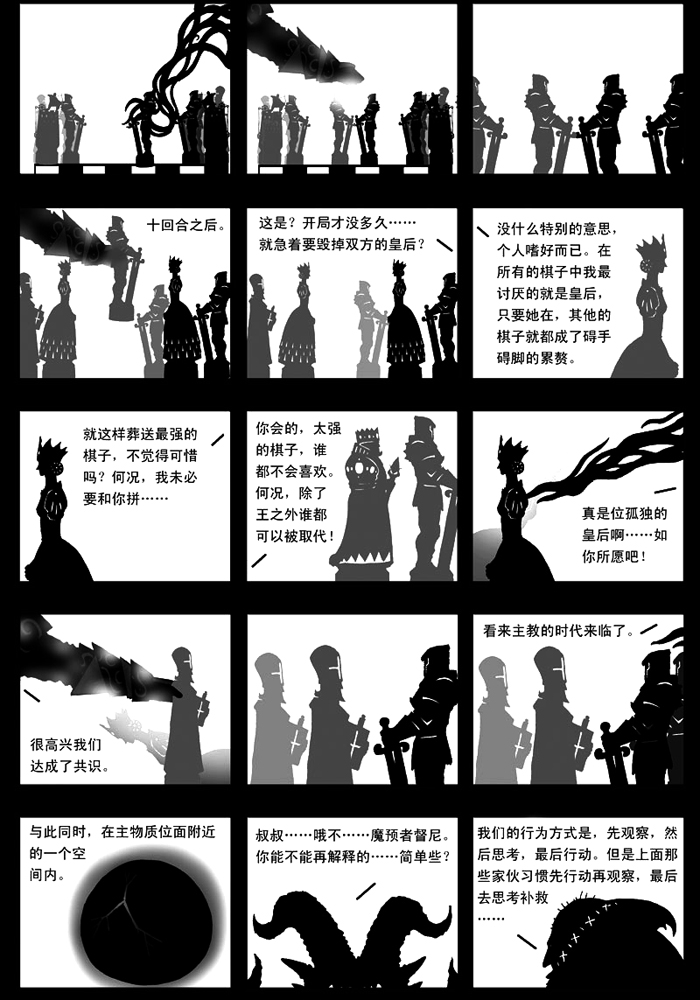 十回合之后。
这是？开局才没多久……
就急着要毁掉双方的皇后？
没什么特别的意思，
个人嗜好而已。在
所有的棋子中我最
讨厌的就是皇后，
只要她在，其他的
棋子就都成了碍手
碍脚的累赘。
就这样葬送最强的
棋子，不觉得可惜
吗？何况，我未必
要和你拼……
你会的，太强
的棋子，谁
都不会喜欢。
何况，除了
王之外谁都
可以被取代！
真是位孤独的
皇后啊……如
你所愿吧！
很高兴我们
达成了共识。
看来主教的时代来临了。
与此同时，在主物质位面附近
的一个空
间内。
叔叔……哦不……魔预者督尼。
你能不能再解释的……简单些？
我们的行为方式是，先观察，然
后思考，最后行动。但是上面那
些家伙习惯先行动再观察，最后
去思考补救
……